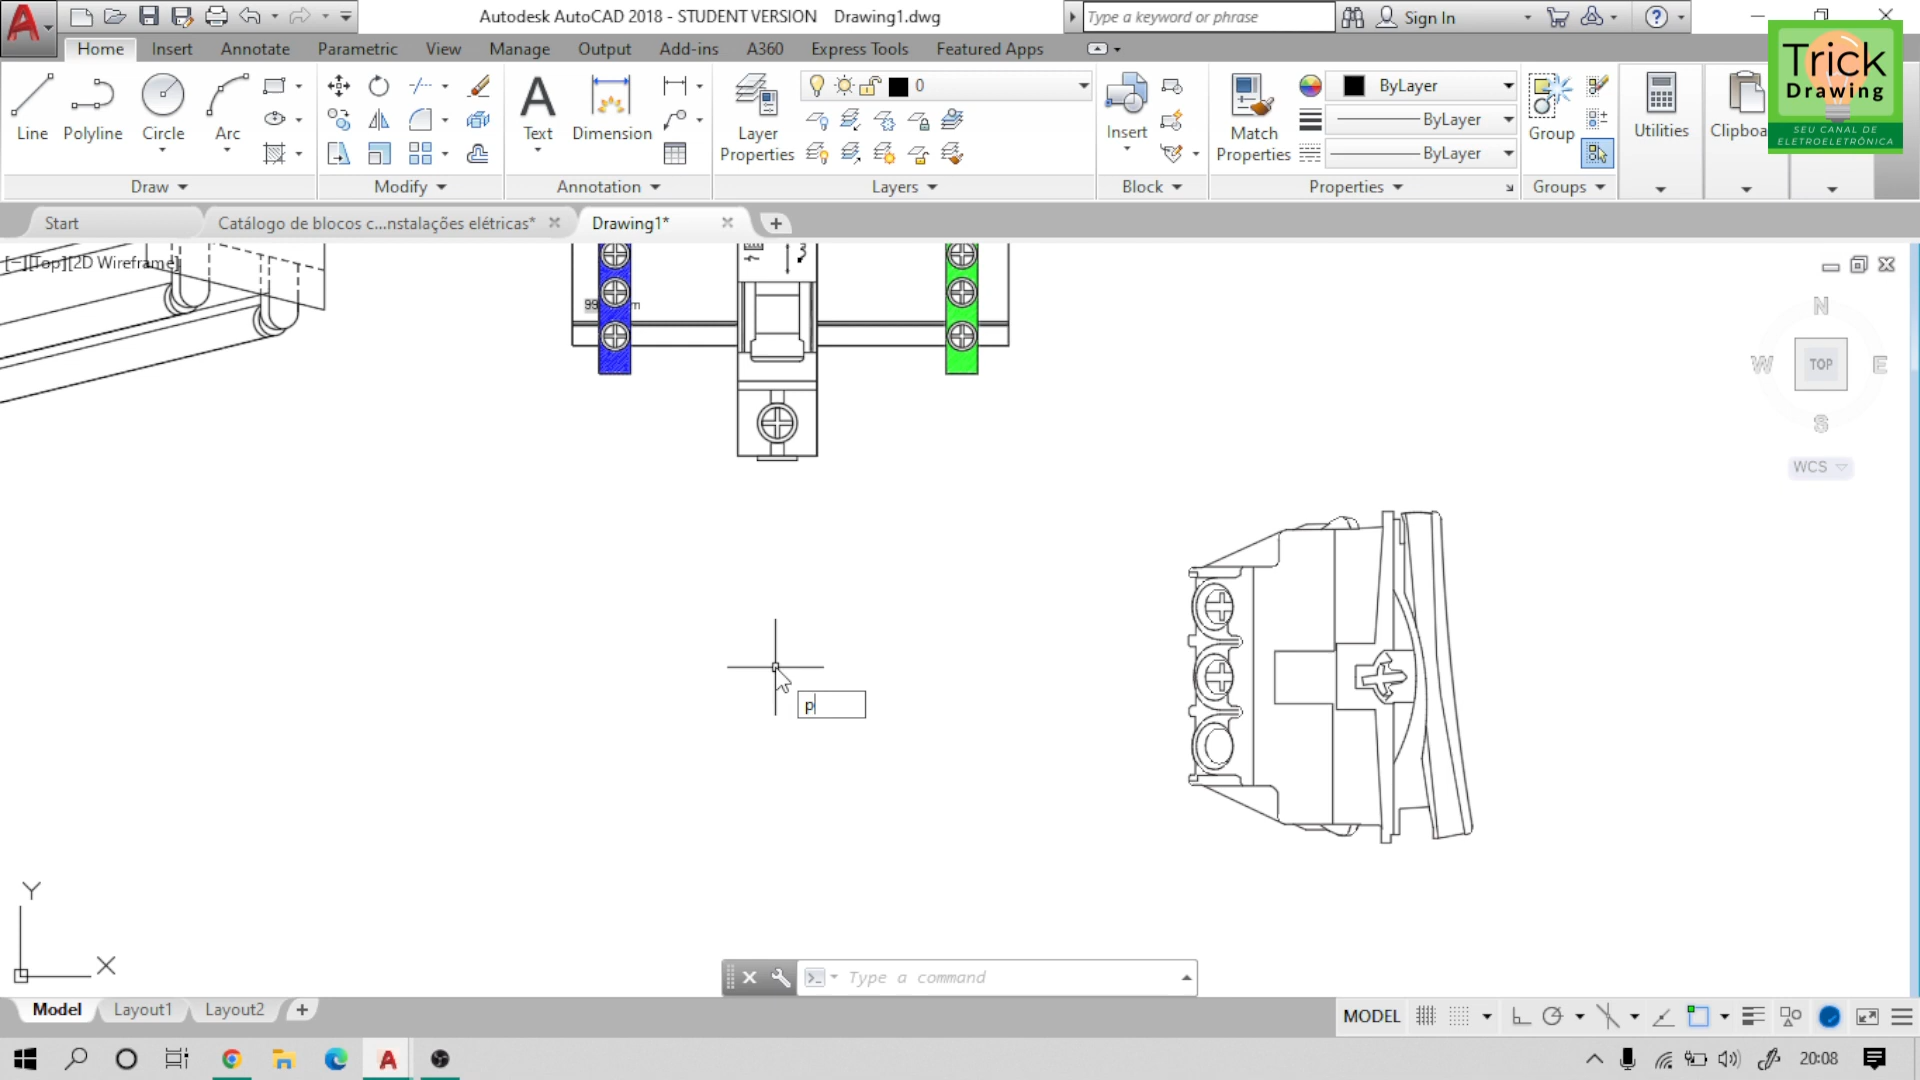 Autodesk AutoCAD 2018 - STUDENT VERSION Drawing1.dwg
Type a keyword or phrase
Sign In
Home Insert Annotate Parametric View Manage Output Add-ins A360 Express Tools Featured Apps
Trick
Drawing
SEU CANAL DE
ELETROELETRÔNICA
0
ByLayer
ByLayer
ByLayer
Line Polyline Circle Arc
Text Dimension
Layer
Properties
Insert
Match
Properties
Group
Utilities
Clipboa
Draw
Modify
Annotation
Layers
Block
Properties
Groups
Start
Catálogo de blocos c...nstalações elétricas*
Drawing1*
[−][Top][2D Wireframe]
N
W TOP E
S
WCS
p
Y
X
Type a command
Model Layout1 Layout2
MODEL
20:08